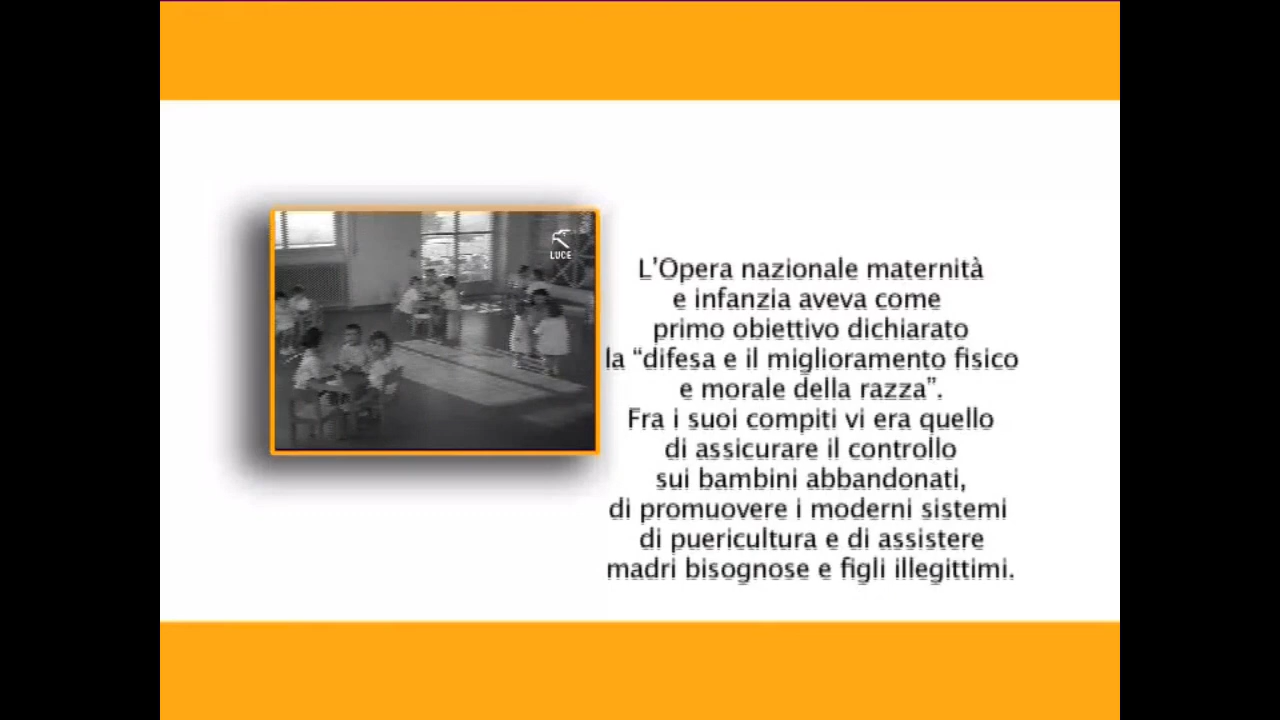 LUCE
L'Opera nazionale maternità
e infanzia aveva come
primo obiettivo dichiarato
la “difesa e il miglioramento fisico
e morale della razza”.
Fra i suoi compiti vi era quello
di assicurare il controllo
sui bambini abbandonati,
di promuovere i moderni sistemi
di puericultura e di assistere
madri bisognose e figli illegittimi.